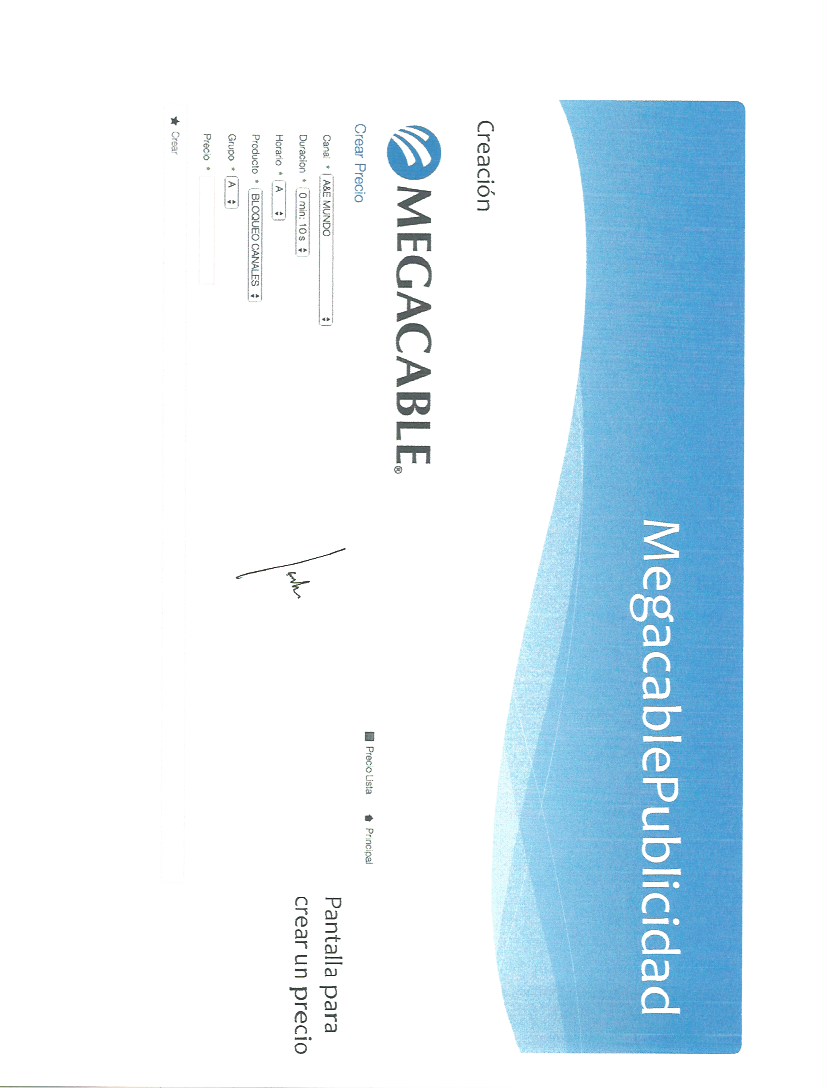 MegacablePublicidad
Creación
MEGACABLE®
Precio Lista Principal
Crear Precio
Canal * A&E MUNDO
Duracion * 0 min: 10 s
Horario * A
Producto * BLOQUEO CANALES
Grupo * A
Precio *
Crear
Pantalla para
crear un precio